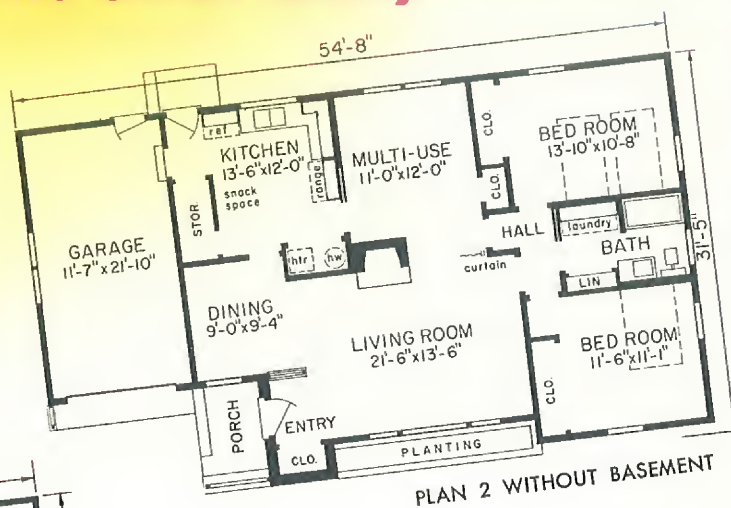 54'-8"
ref
KITCHEN
13'-6"x12'-0"
snack
space
range
STOR.
MULTI-USE
11'-0"x12'-0"
CLO.
CLO.
BED ROOM
13'-10"x10'-8"
GARAGE
11'-7"x21'-10"
HALL
laundry
BATH
31'-5"
htr
hw
curtain
LIN
DINING
9'-0"x9'-4"
LIVING ROOM
21'-6"x13'-6"
BED ROOM
11'-6"x11'-1"
CLO.
PORCH
ENTRY
CLO.
PLANTING
PLAN 2 WITHOUT BASEMENT